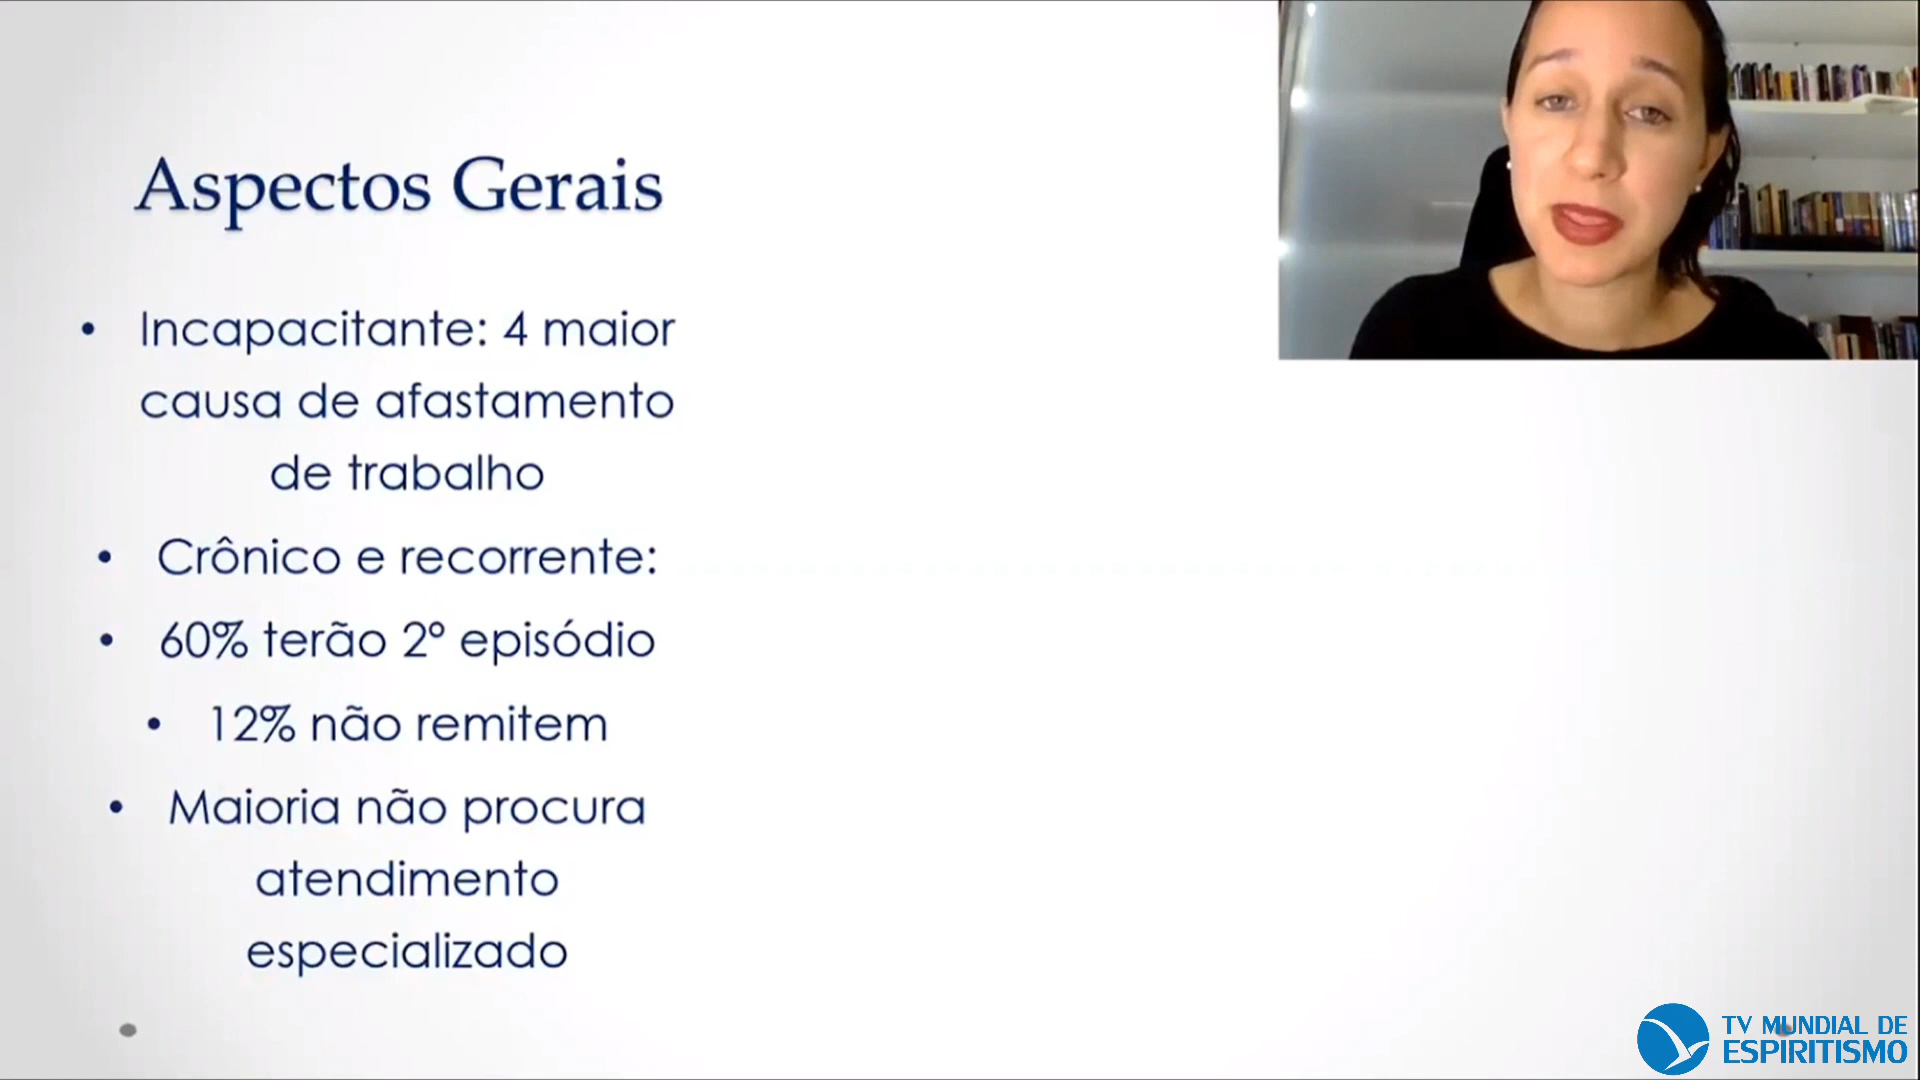 Aspectos Gerais
• Incapacitante: 4 maior
causa de afastamento
de trabalho
• Crônico e recorrente:
• 60% terão 2º episódio
• 12% não remitem
• Maioria não procura
atendimento
especializado
TV MUNDIAL DE
ESPIRITISMO